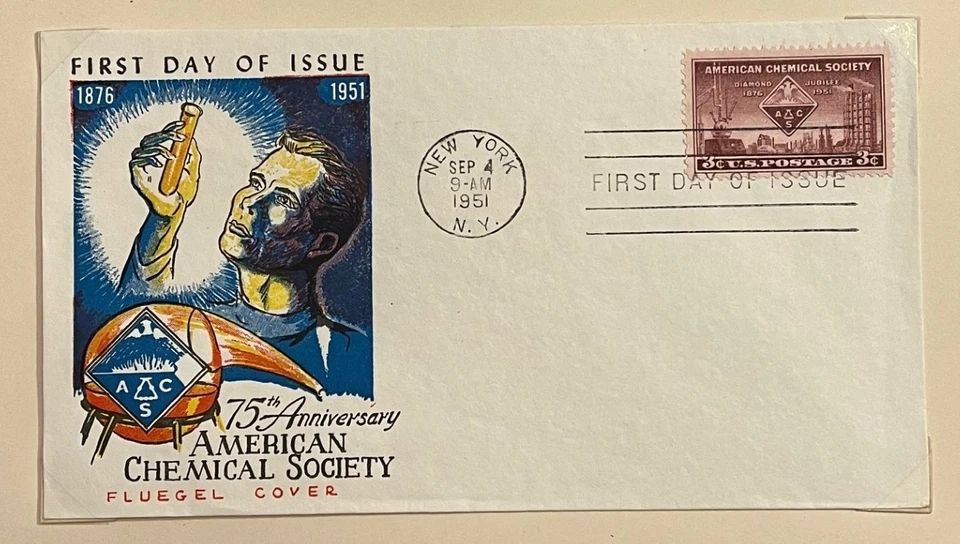 FIRST DAY OF ISSUE
1876 1951
A C
S
75th Anniversary
AMERICAN
CHEMICAL SOCIETY
FLUEGEL COVER
NEW YORK
SEP 4
9-AM
1951
N.Y.
AMERICAN CHEMICAL SOCIETY
DIAMOND JUBILEE
1876 1951
A C
S
3¢ U.S. POSTAGE 3¢
FIRST DAY OF ISSUE